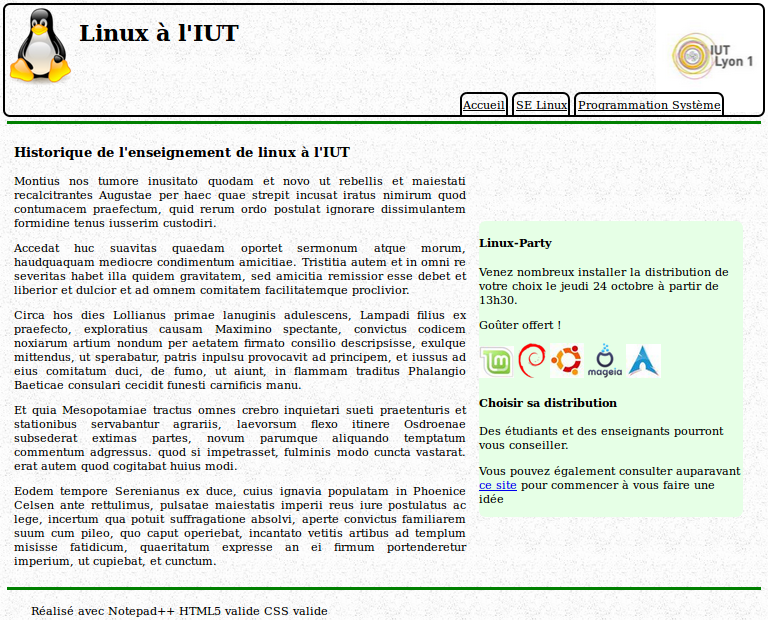 Linux à l'IUT
IUT
Lyon 1
Accueil SE Linux Programmation Système
Historique de l'enseignement de linux à l'IUT
Montius nos tumore inusitato quodam et novo ut rebellis et maiestati
recalcitrantes Augustae per haec quae strepit incusat iratus nimirum quod
contumacem praefectum, quid rerum ordo postulat ignorare dissimulantem
formidine tenus iusserim custodiri.
Accedat huc suavitas quaedam oportet sermonum atque morum,
haudquaquam mediocre condimentum amicitiae. Tristitia autem et in omni re
severitas habet illa quidem gravitatem, sed amicitia remissior esse debet et
liberior et dulcior et ad omnem comitatem facilitatemque proclivior.
Circa hos dies Lollianus primae lanuginis adulescens, Lampadi filius ex
praefecto, exploratius causam Maximino spectante, convictus codicem
noxiarum artium nondum per aetatem firmato consilio descripsisse, exulque
mittendus, ut sperabatur, patris inpulsu provocavit ad principem, et iussus ad
eius comitatum duci, de fumo, ut aiunt, in flammam traditus Phalangio
Baeticae consulari cecidit funesti carnificis manu.
Et quia Mesopotamiae tractus omnes crebro inquietari sueti praetenturis et
stationibus servabantur agrariis, laevorsum flexo itinere Osdroenae
subsederat extimas partes, novum parumque aliquando temptatum
commentum adgressus. quod si impetrasset, fulminis modo cuncta vastarat.
erat autem quod cogitabat huius modi.
Eodem tempore Serenianus ex duce, cuius ignavia populatam in Phoenice
Celsen ante rettulimus, pulsatae maiestatis imperii reus iure postulatus ac
lege, incertum qua potuit suffragatione absolvi, aperte convictus familiarem
suum cum pileo, quo caput operiebat, incantato vetitis artibus ad templum
misisse fatidicum, quaeritatum expresse an ei firmum portenderetur
imperium, ut cupiebat, et cunctum.
Linux-Party
Venez nombreux installer la distribution de
votre choix le jeudi 24 octobre à partir de
13h30.
Goûter offert !
mageia
Choisir sa distribution
Des étudiants et des enseignants pourront
vous conseiller.
Vous pouvez également consulter auparavant
ce site pour commencer à vous faire une
idée
Réalisé avec Notepad++ HTML5 valide CSS valide